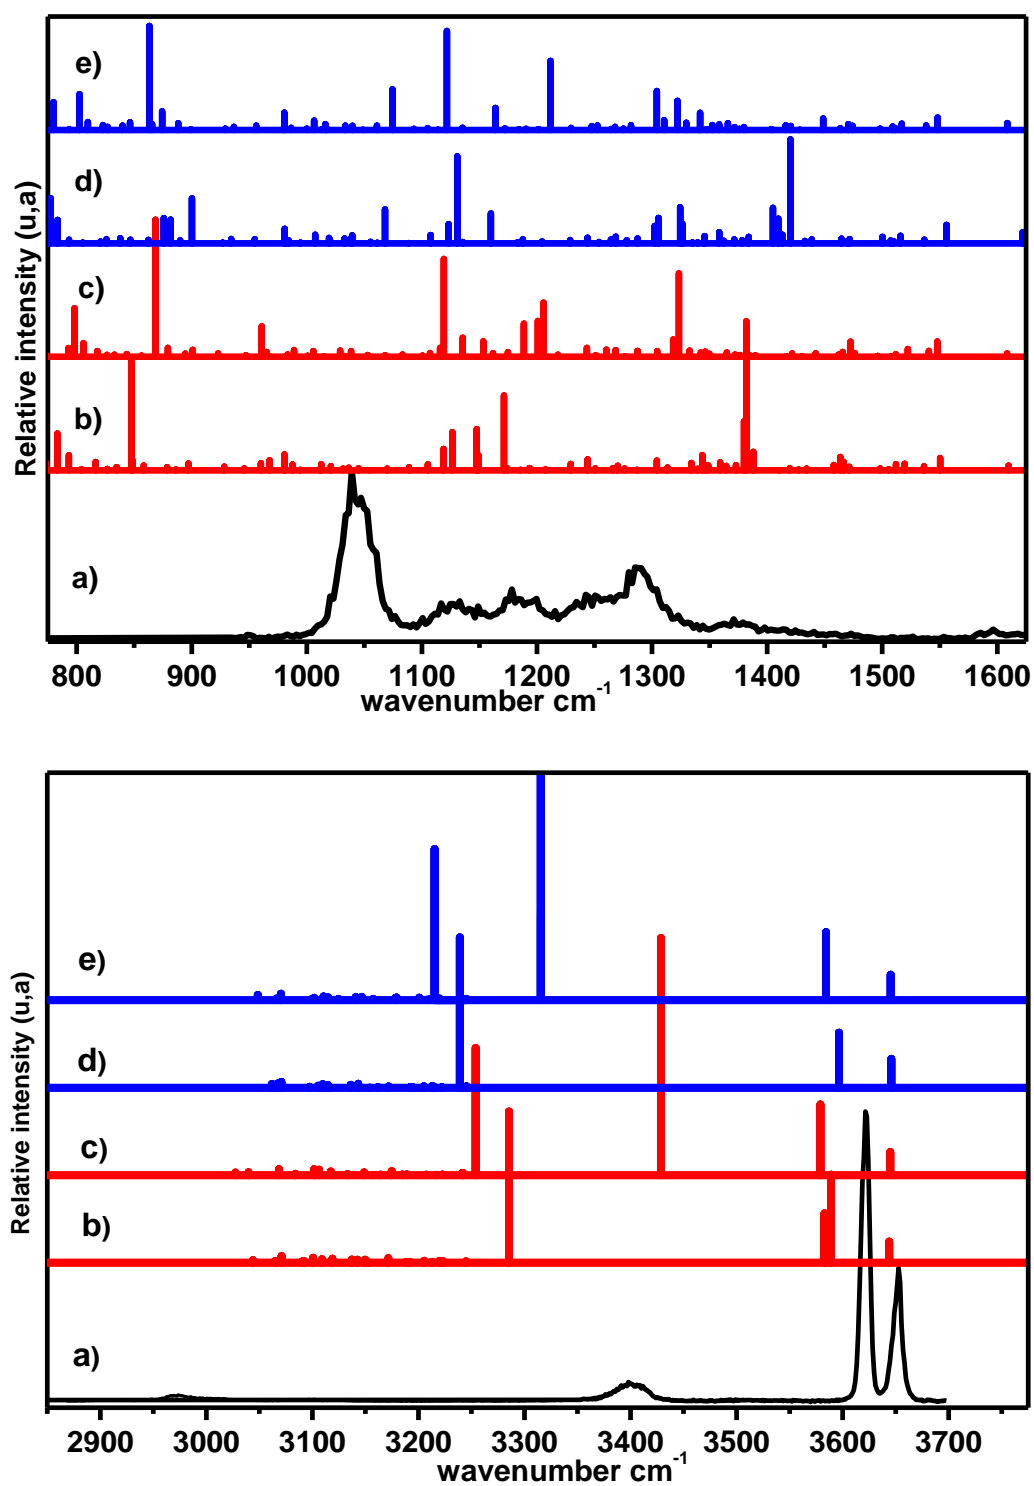 Relative intensity (u,a)
e)
d)
c)
b)
a)
800 900 1000 1100 1200 1300 1400 1500 1600
wavenumber cm-1
Relative intensity (u,a)
e)
d)
c)
b)
a)
2900 3000 3100 3200 3300 3400 3500 3600 3700
wavenumber cm-1